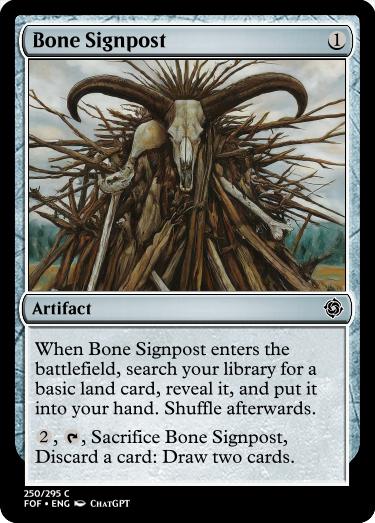 Bone Signpost 1
Artifact
When Bone Signpost enters the
battlefield, search your library for a
basic land card, reveal it, and put it
into your hand. Shuffle afterwards.
2 , , Sacrifice Bone Signpost,
Discard a card: Draw two cards.
250/295 C
FOF • ENG ChatGPT